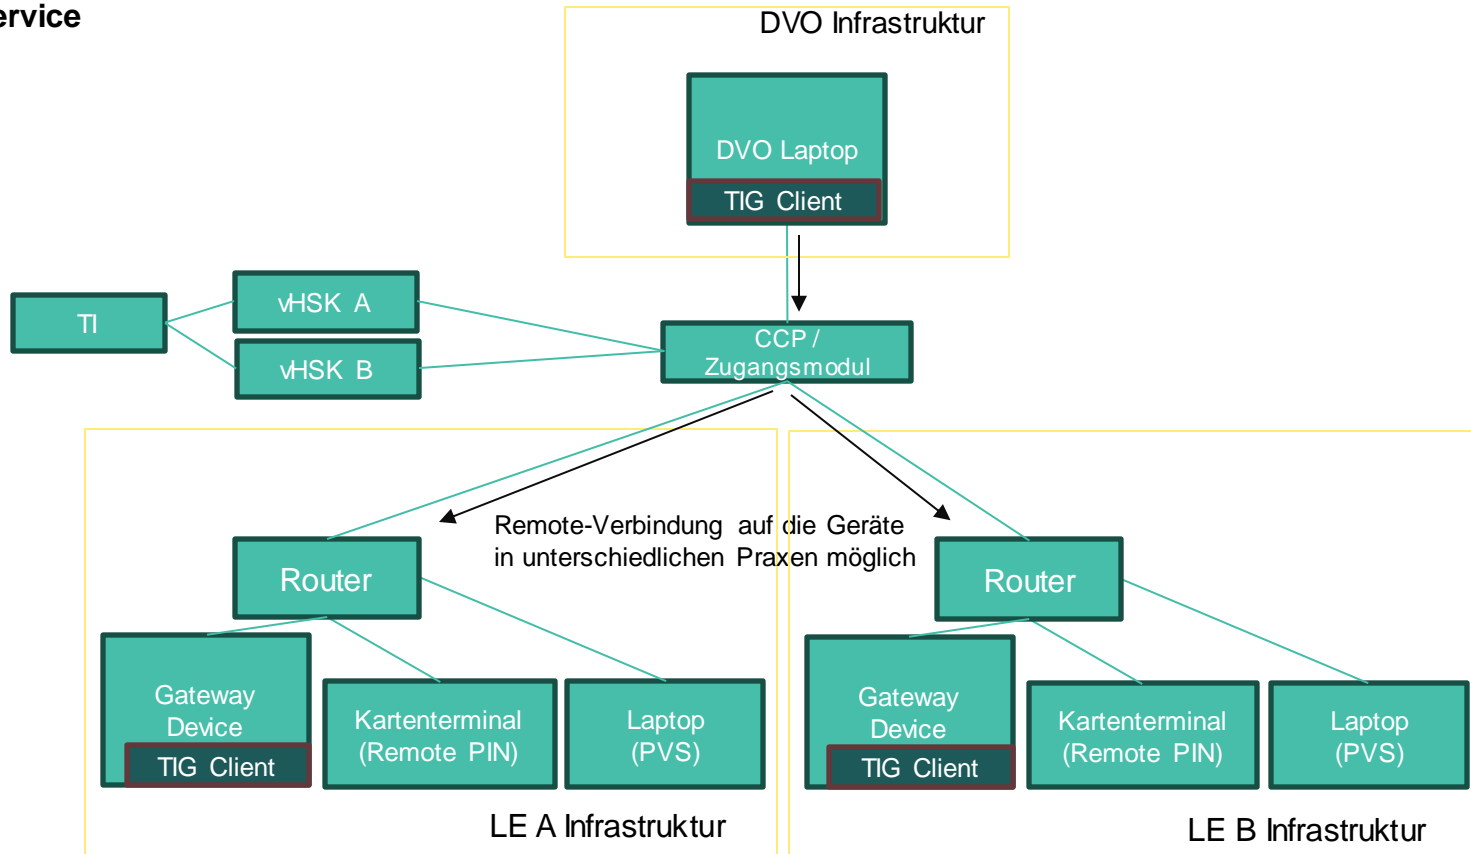 ervice
DVO Infrastruktur
DVO Laptop
TIG Client
TI
vHSK A
vHSK B
CCP /
Zugangsmodul
Remote-Verbindung auf die Geräte
in unterschiedlichen Praxen möglich
Router
Gateway
Device
TIG Client
Kartenterminal
(Remote PIN)
Laptop
(PVS)
LE A Infrastruktur
Router
Gateway
Device
TIG Client
Kartenterminal
(Remote PIN)
Laptop
(PVS)
LE B Infrastruktur